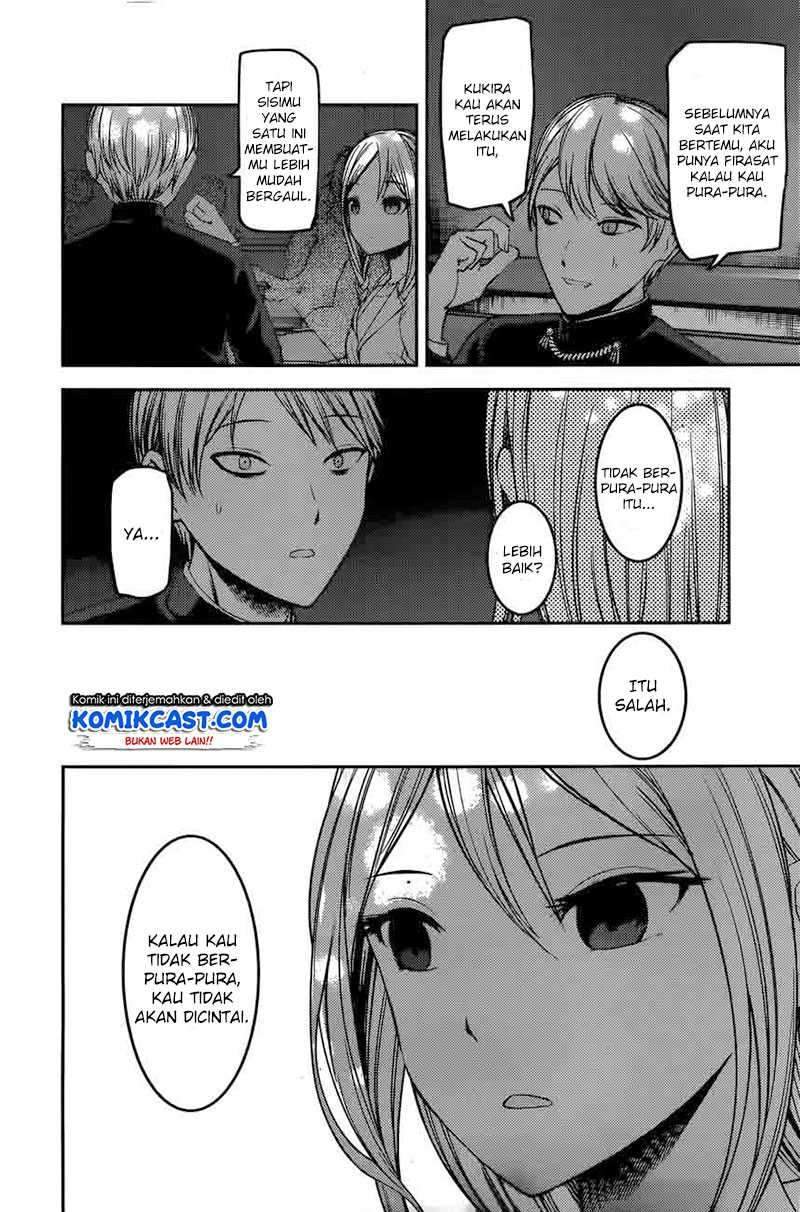 SEBELUMNYA
SAAT KITA
BERTEMU, AKU
PUNYA FIRASAT
KALAU KAU
PURA-PURA.
KUKIRA
KAU AKAN
TERUS
MELAKUKAN
ITU,
TAPI
SISIMU
YANG
SATU INI
MEMBUAT-
MU LEBIH
MUDAH
BERGAUL.
TIDAK BER-
PURA-PURA
ITU...
LEBIH
BAIK?
YA...
ITU
SALAH.
Komik ini diterjemahkan & diedit oleh
KOMIKCAST.COM
BUKAN WEB LAIN!!
KALAU KAU
TIDAK BER-
PURA-PURA,
KAU TIDAK
AKAN DICINTAI.